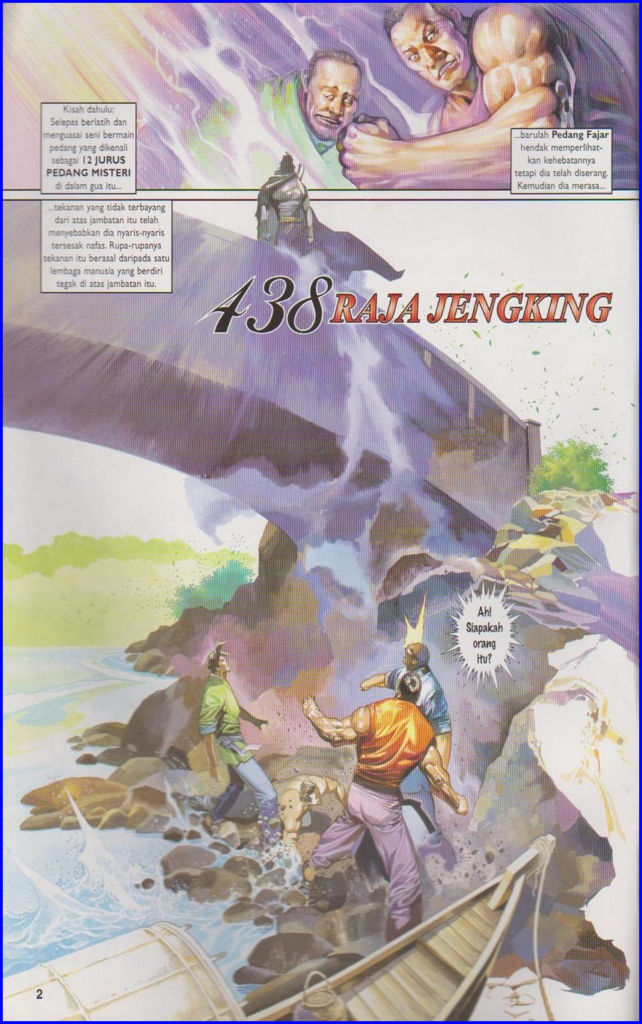 Kisah dahulu:
Selepas berlatih dan
menguasai seni bermain
pedang yang dikenali
sebagai 12 JURUS
PEDANG MISTERI
di dalam gua itu...
...barulah Pedang Fajar
hendak memperlihat-
kan kehebatannya
tetapi dia telah diserang.
Kemudian dia merasa...
...tekanan yang tidak terbayang
dari atas jambatan itu telah
menyebabkan dia nyaris-nyaris
tersesak nafas. Rupa-rupanya
tekanan itu berasal daripada satu
lembaga manusia yang berdiri
tegak di atas jambatan itu.
438 RAJA JENGKING
Ah!
Siapakah
orang
itu?
2